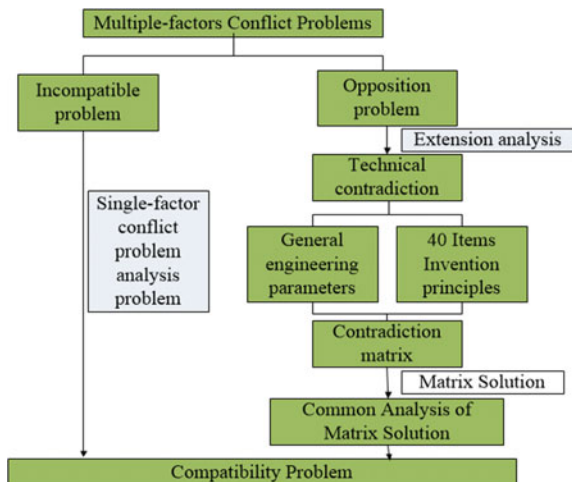 Multiple-factors Conflict Problems
Incompatible
problem
Opposition
problem
Extension analysis
Technical
contradiction
Single-factor
conflict
problem
analysis
problem
General
engineering
parameters
40 Items
Invention
principles
Contradiction
matrix
Matrix Solution
Common Analysis of
Matrix Solution
Compatibility Problem